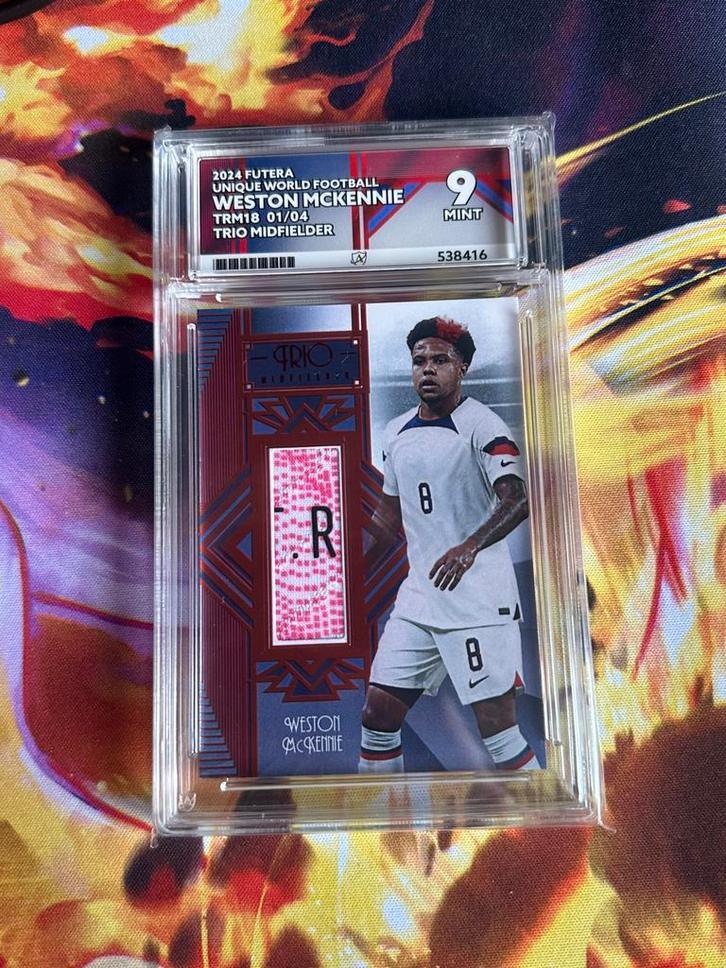 2024 FUTERA
UNIQUE WORLD FOOTBALL
WESTON MCKENNIE
TRM18 01/04
TRIO MIDFIELDER
9
MINT
538416
TRIO
MIDFIELDER
.R
8
8
WESTON
MCKENNIE